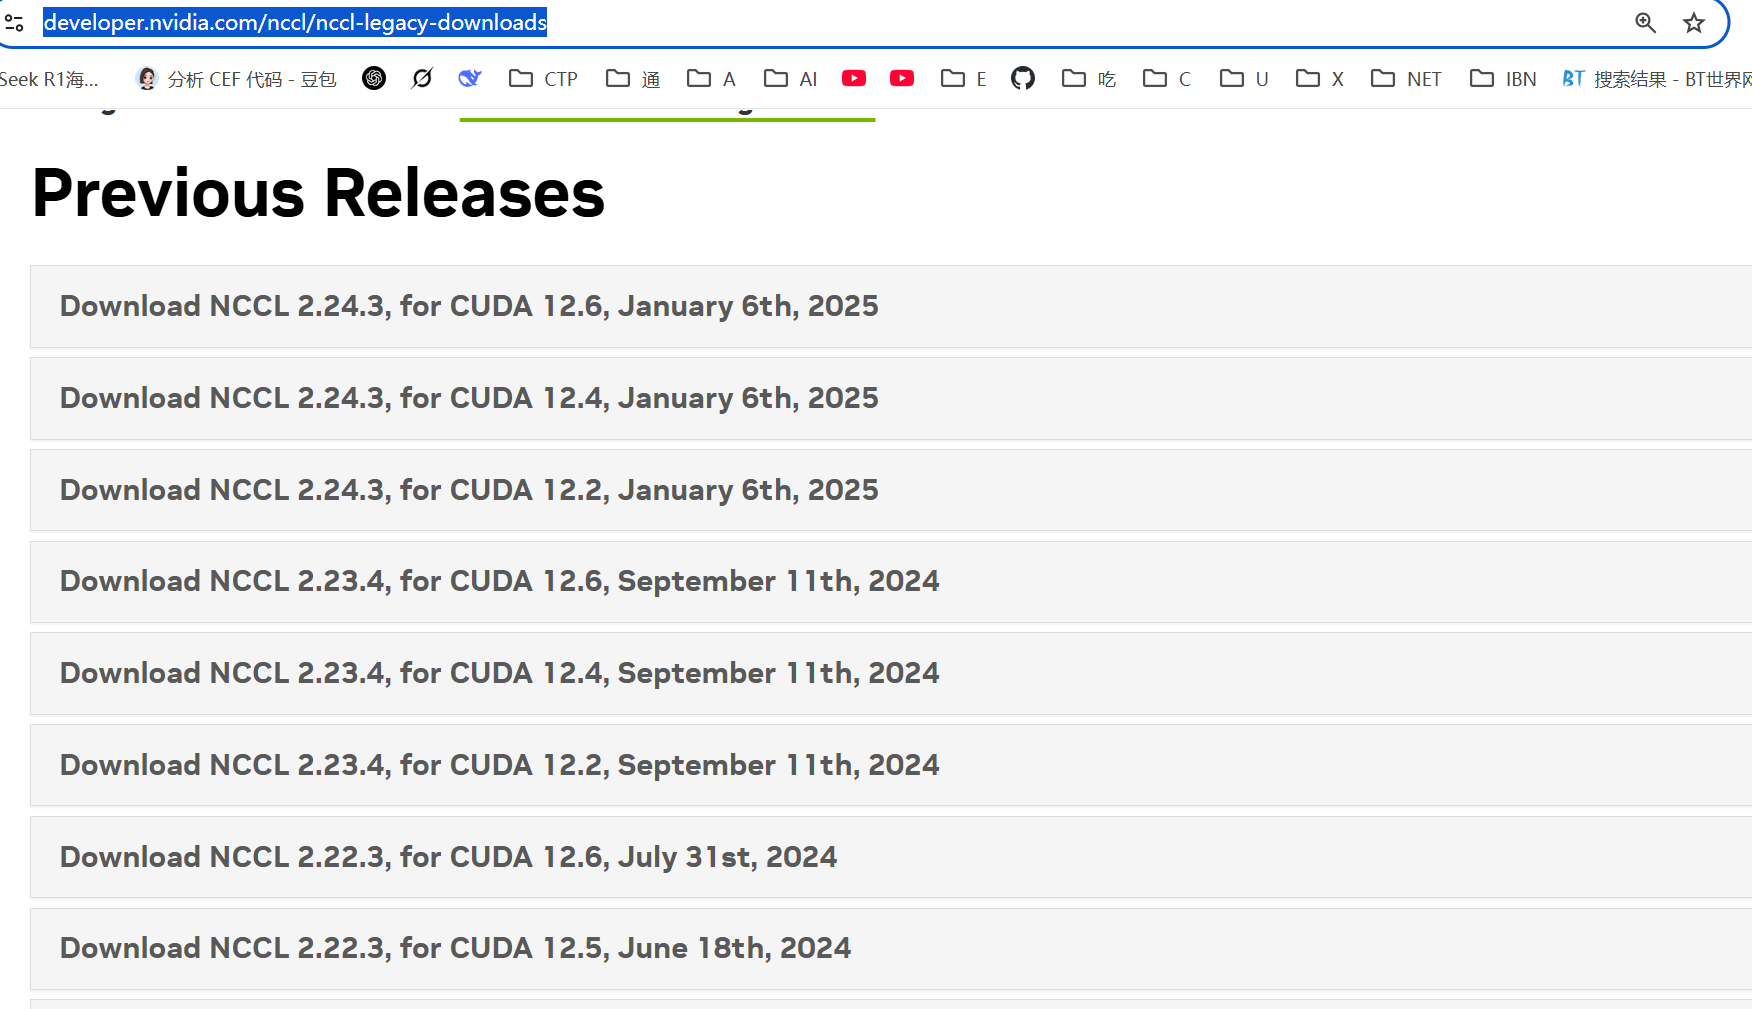 developer.nvidia.com/nccl/nccl-legacy-downloads
Seek R1海... 分析 CEF 代码 - 豆包 CTP 通 A AI E 吃 C U X NET IBN BT 搜索结果 - BT世界网
Previous Releases
Download NCCL 2.24.3, for CUDA 12.6, January 6th, 2025
Download NCCL 2.24.3, for CUDA 12.4, January 6th, 2025
Download NCCL 2.24.3, for CUDA 12.2, January 6th, 2025
Download NCCL 2.23.4, for CUDA 12.6, September 11th, 2024
Download NCCL 2.23.4, for CUDA 12.4, September 11th, 2024
Download NCCL 2.23.4, for CUDA 12.2, September 11th, 2024
Download NCCL 2.22.3, for CUDA 12.6, July 31st, 2024
Download NCCL 2.22.3, for CUDA 12.5, June 18th, 2024